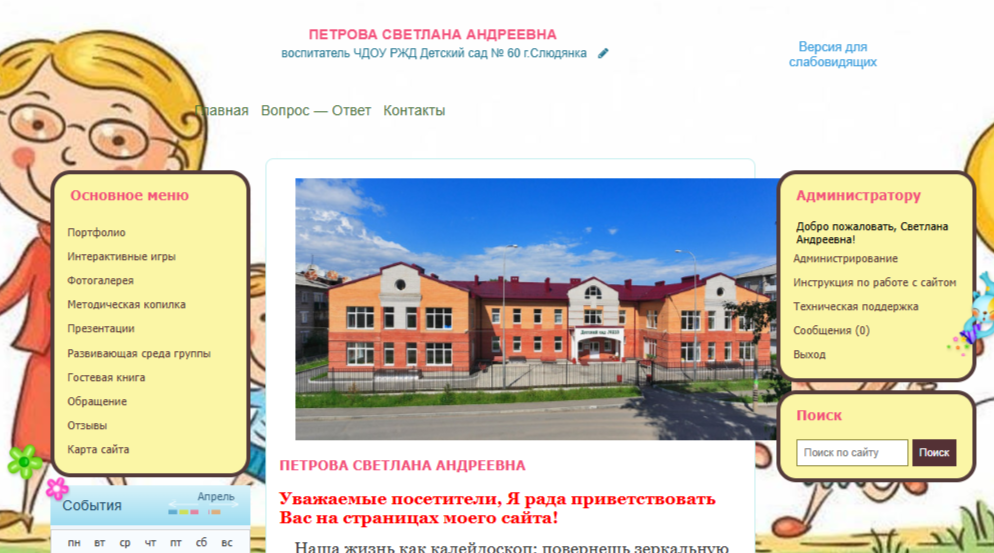 ПЕТРОВА СВЕТЛАНА АНДРЕЕВНА
воспитатель ЧДОУ РЖД Детский сад № 60 г.Слюдянка
Версия для
слабовидящих
Главная Вопрос — Ответ Контакты
Основное меню
Портфолио
Интерактивные игры
Фотогалерея
Методическая копилка
Презентации
Развивающая среда группы
Гостевая книга
Обращение
Отзывы
Карта сайта
События
Апрель
пн вт ср чт пт сб вс
Детский сад
ПЕТРОВА СВЕТЛАНА АНДРЕЕВНА
Уважаемые посетители, Я рада приветствовать
Вас на страницах моего сайта!
Наша жизнь как калейдоскоп: повернешь зеркальную
Администратору
Добро пожаловать, Светлана
Андреевна!
Администрирование
Инструкция по работе с сайтом
Техническая поддержка
Сообщения (0)
Выход
Поиск
Поиск по сайту
Поиск